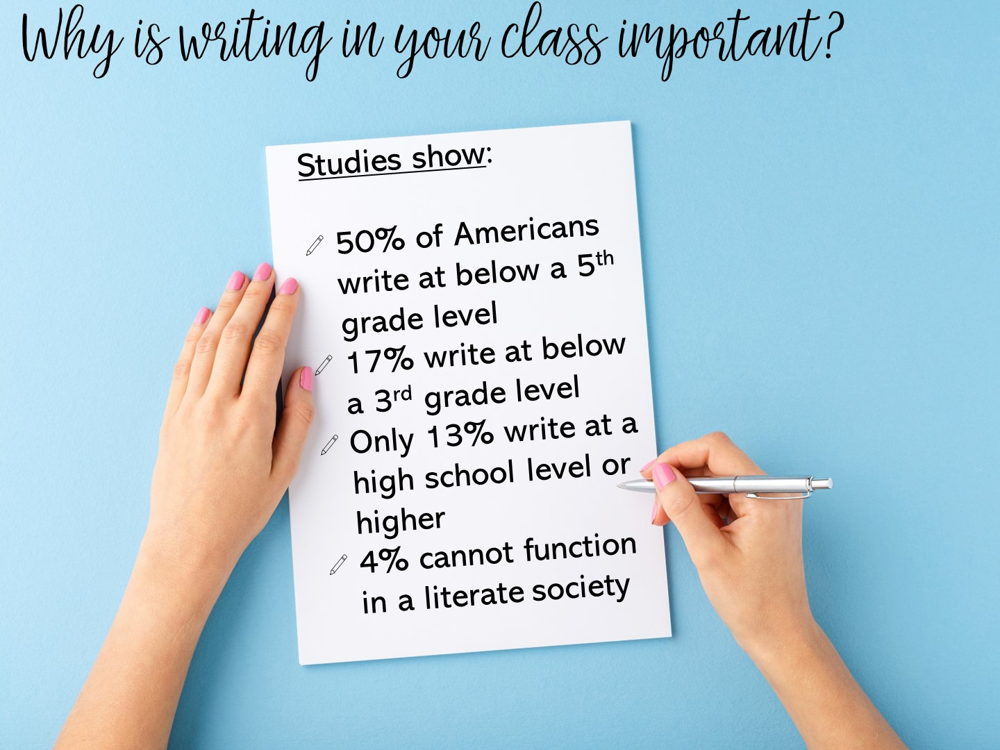 Why is writing in your class important?
Studies show:
50% of Americans
write at below a 5th
grade level
17% write at below
a 3rd grade level
Only 13% write at a
high school level or
higher
4% cannot function
in a literate society